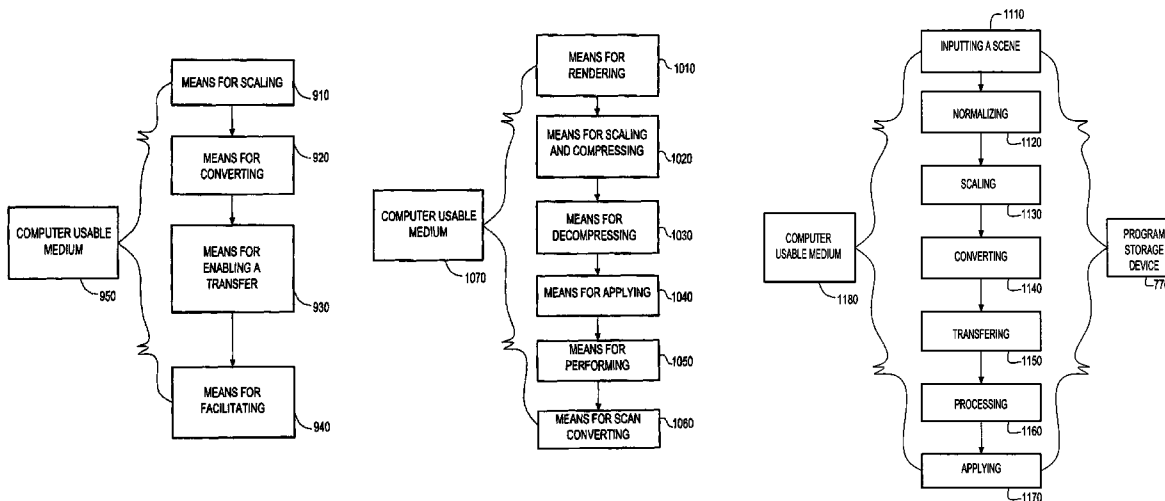 MEANS FOR SCALING
910
920
MEANS FOR
CONVERTING
COMPUTER USABLE
MEDIUM
950
MEANS FOR
ENABLING A
TRANSFER
930
MEANS FOR
FACILITATING
940
MEANS FOR
RENDERING
1010
MEANS FOR SCALING
AND COMPRESSING
1020
COMPUTER USABLE
MEDIUM
1070
MEANS FOR
DECOMPRESSING
1030
MEANS FOR APPLYING
1040
MEANS FOR
PERFORMING
1050
MEANS FOR SCAN
CONVERTING
1060
1110
INPUTTING A SCENE
NORMALIZING
1120
SCALING
1130
COMPUTER
USABLE MEDIUM
1180
CONVERTING
1140
PROGRAM
STORAGE
DEVICE
770
TRANSFERING
1150
PROCESSING
1160
APPLYING
1170